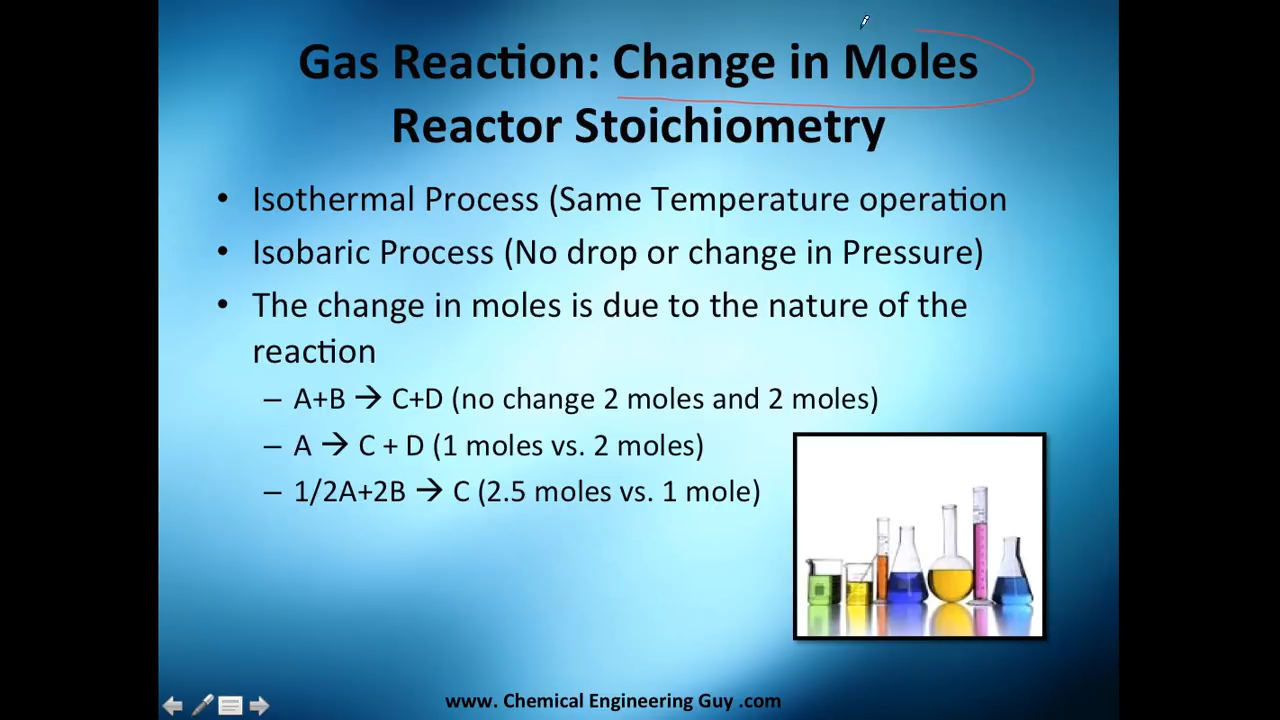 Gas Reaction: Change in Moles
Reactor Stoichiometry
• Isothermal Process (Same Temperature operation
• Isobaric Process (No drop or change in Pressure)
• The change in moles is due to the nature of the
reaction
– A+B → C+D (no change 2 moles and 2 moles)
– A → C + D (1 moles vs. 2 moles)
– 1/2A+2B → C (2.5 moles vs. 1 mole)
www. Chemical Engineering Guy .com